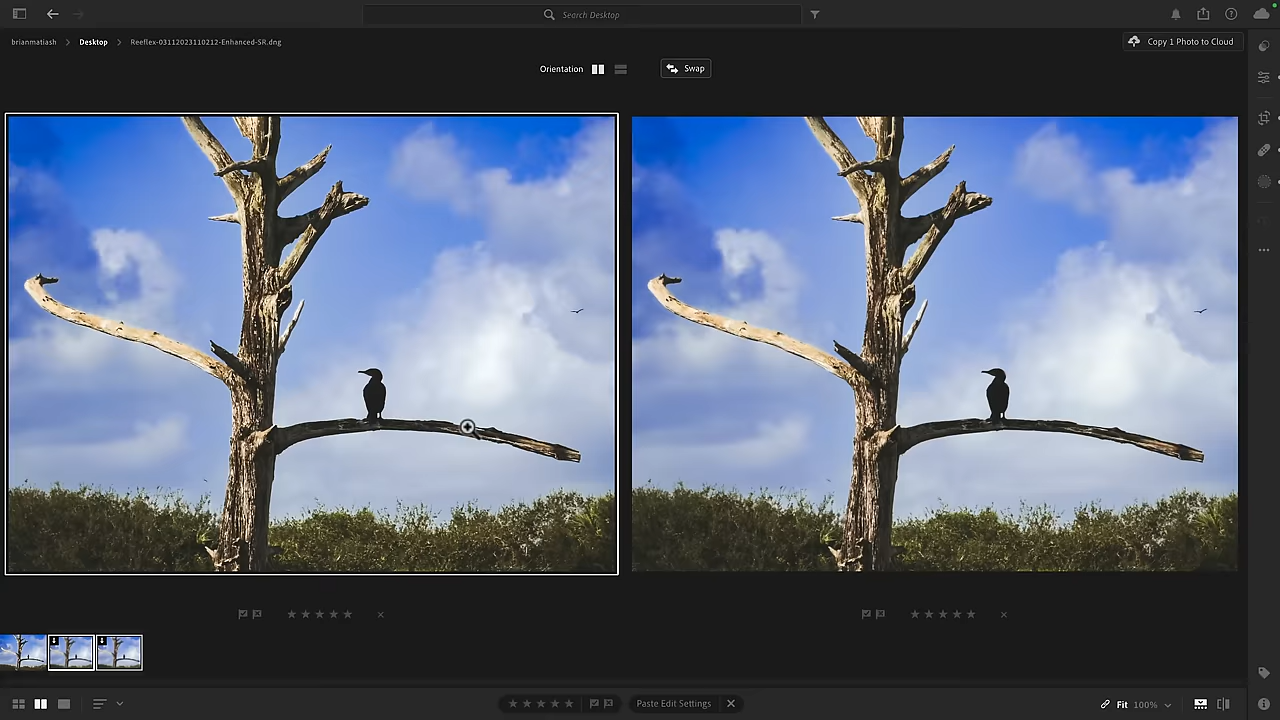 Search Desktop
brianmatiash
Desktop
Reeflex-03112023110212-Enhanced-SR.dng
Copy 1 Photo to Cloud
Orientation
Swap
Paste Edit Settings
Fit
100%